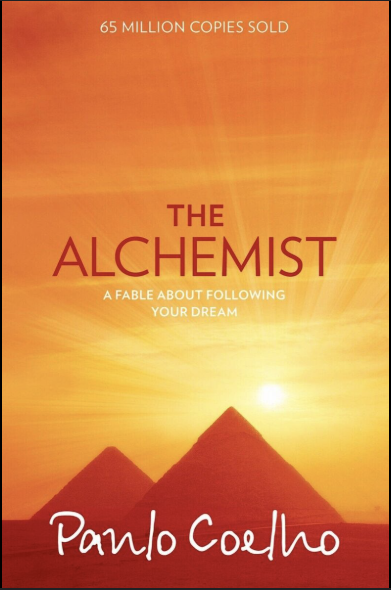 65 MILLION COPIES SOLD
THE
ALCHEMIST
A FABLE ABOUT FOLLOWING
YOUR DREAM
Paulo Coelho